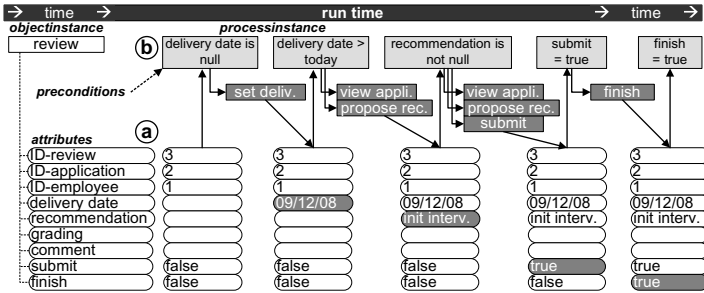 time run time time
objectinstance processinstance
review
b
delivery date is null
delivery date > today
recommendation is not null
submit = true
finish = true
preconditions
set deliv.
view appli.
propose rec.
view appli.
propose rec.
submit
finish
attributes a
ID-review 3 3 3 3 3
ID-application 2 2 2 2 2
ID-employee 1 1 1 1 1
delivery date 09/12/08 09/12/08 09/12/08 09/12/08
recommendation init interv. init interv. init interv.
grading
comment
submit false false false true true
finish false false false false true